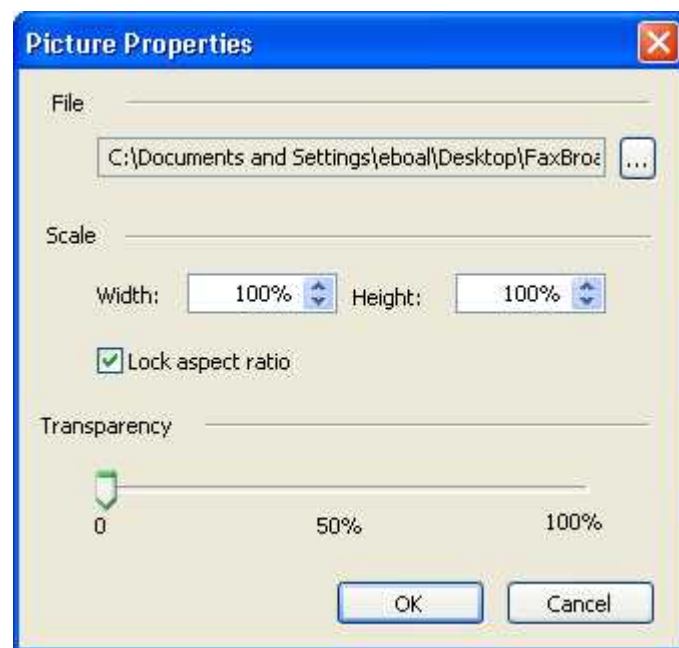 Picture Properties
File
C:\Documents and Settings\eboal\Desktop\FaxBroa
...
Scale
Width: 100% Height: 100%
Lock aspect ratio
Transparency
0 50% 100%
OK Cancel